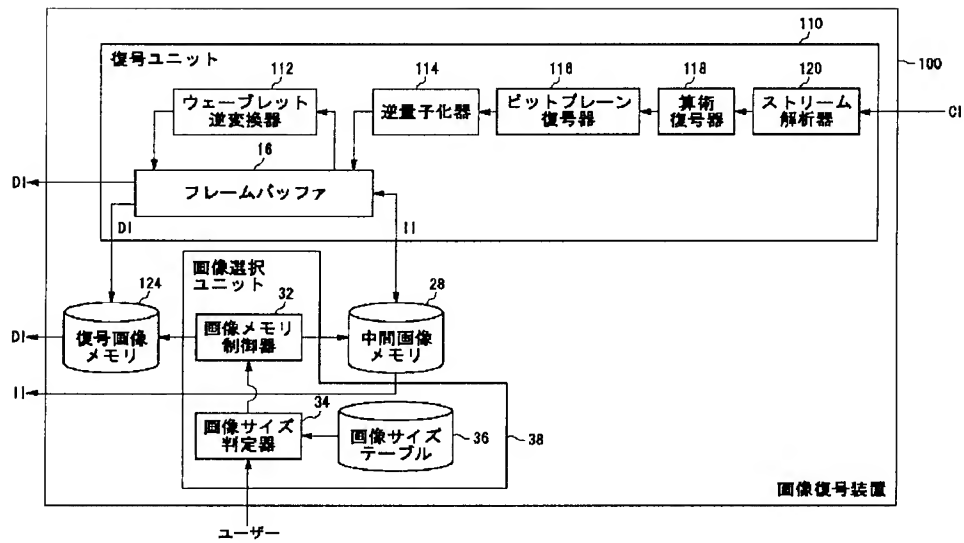 110
復号ユニット
100
112
114
116
118
120
ウェーブレット
逆変換器
逆量子化器
ビットプレーン
復号器
算術
復号器
ストリーム
解析器
CI
16
フレームバッファ
DI
DI
II
画像選択
ユニット
124
32
28
復号画像
メモリ
画像メモリ
制御器
中間画像
メモリ
DI
II
34
画像サイズ
判定器
画像サイズ
テーブル
36
38
画像復号装置
ユーザー